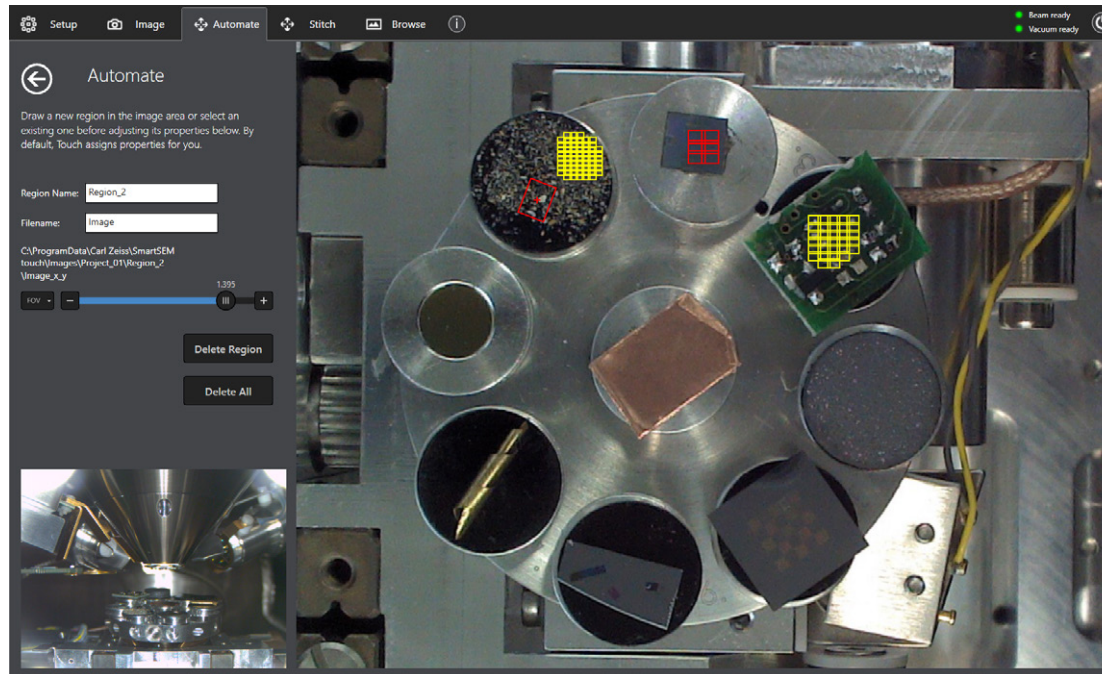 Setup
Image
Automate
Stitch
Browse
Beam ready
Vacuum ready
Automate
Draw a new region in the image area or select an
existing one before adjusting its properties below. By
default, Touch assigns properties for you.
Region Name: Region_2
Filename: Image
C:\ProgramData\Carl Zeiss\SmartSEM
touch\Images\Project_01\Region_2
\Image_x_y
1.395
FOV
Delete Region
Delete All